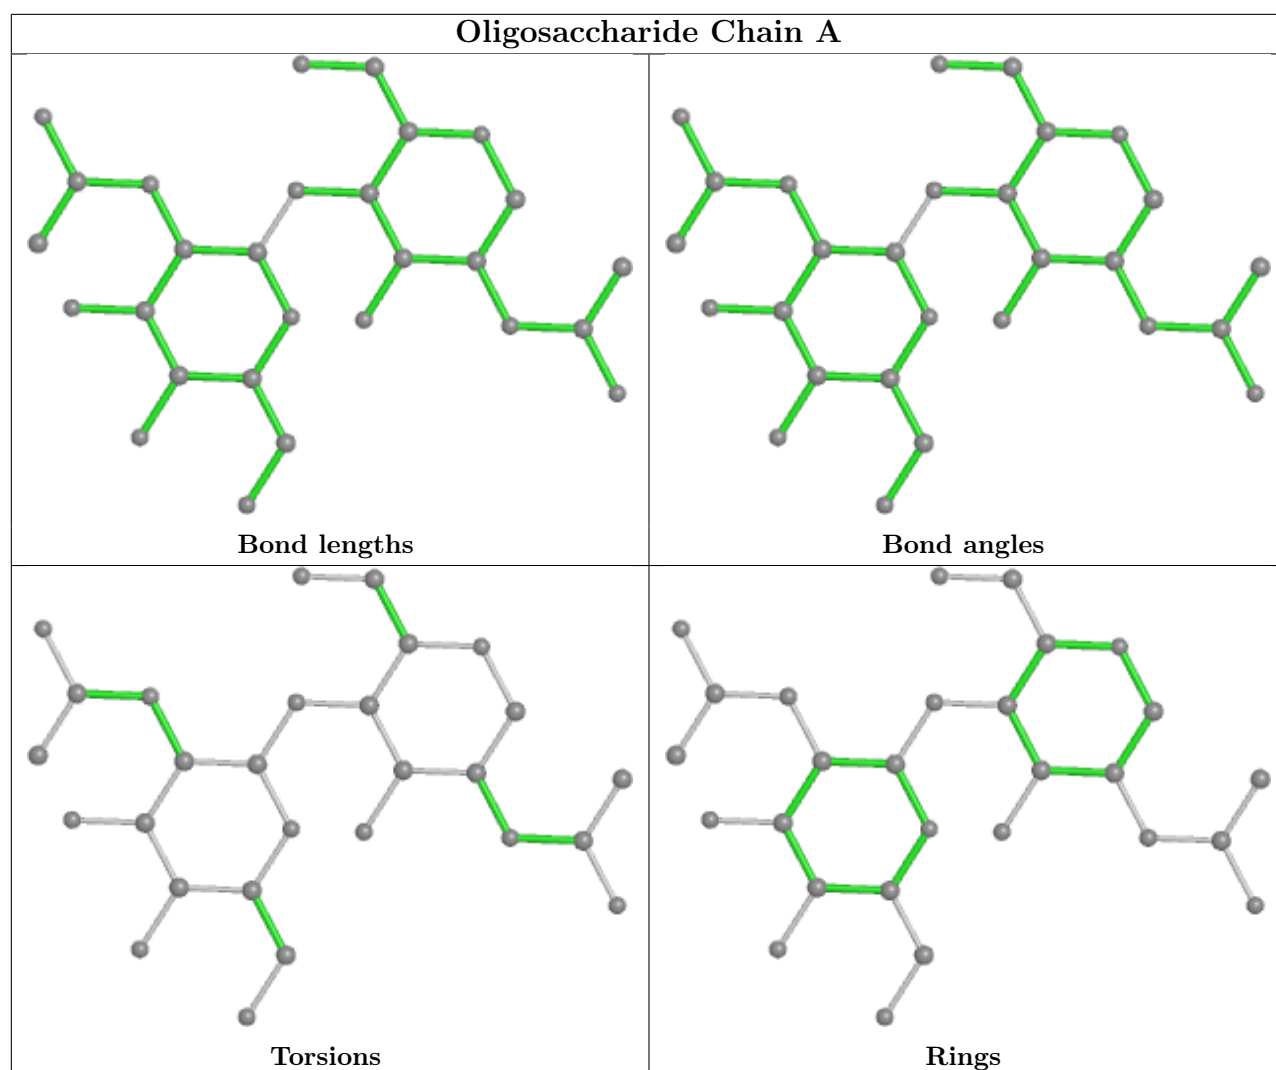 Oligosaccharide Chain A
Bond lengths
Bond angles
Torsions
Rings